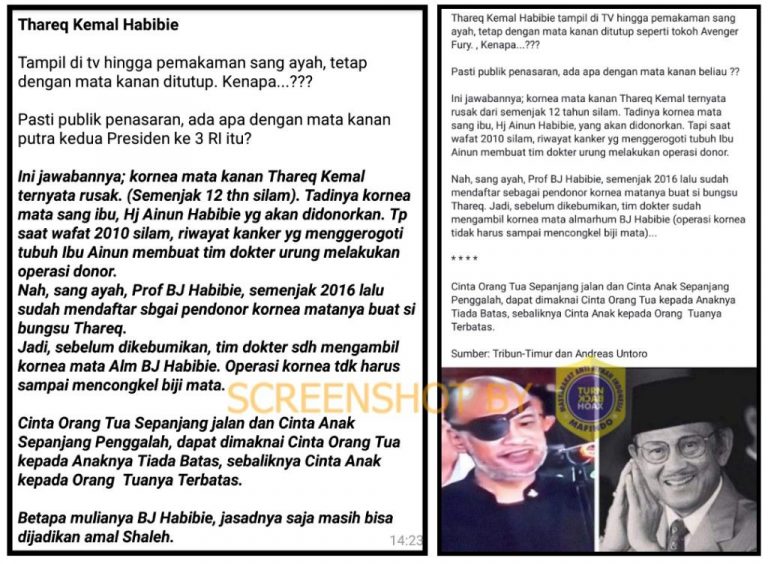 Thareq Kemal Habibie
Tampil di tv hingga pemakaman sang ayah, tetap
dengan mata kanan ditutup. Kenapa...???
Pasti publik penasaran, ada apa dengan mata kanan
putra kedua Presiden ke 3 RI itu?
Ini jawabannya; kornea mata kanan Thareq Kemal
ternyata rusak. (Semenjak 12 thn silam). Tadinya kornea
mata sang ibu, Hj Ainun Habibie yg akan didonorkan. Tp
saat wafat 2010 silam, riwayat kanker yg menggerogoti
tubuh Ibu Ainun membuat tim dokter urung melakukan
operasi donor.
Nah, sang ayah, Prof BJ Habibie, semenjak 2016 lalu
sudah mendaftar sbgai pendonor kornea matanya buat si
bungsu Thareq.
Jadi, sebelum dikebumikan, tim dokter sdh mengambil
kornea mata Alm BJ Habibie. Operasi kornea tdk harus
sampai mencongkel biji mata.
Cinta Orang Tua Sepanjang jalan dan Cinta Anak
Sepanjang Penggalah, dapat dimaknai Cinta Orang Tua
kepada Anaknya Tiada Batas, sebaliknya Cinta Anak
kepada Orang Tuanya Terbatas.
Betapa mulianya BJ Habibie, jasadnya saja masih bisa
dijadikan amal Shaleh.
14:23
Thareq Kemal Habibie tampil di TV hingga pemakaman sang
ayah, tetap dengan mata kanan ditutup seperti tokoh Avenger
Fury. , Kenapa...???
Pasti publik penasaran, ada apa dengan mata kanan beliau ??
Ini jawabannya; kornea mata kanan Thareq Kemal ternyata
rusak dari semenjak 12 tahun silam. Tadinya kornea mata
sang ibu, Hj Ainun Habibie, yang akan didonorkan. Tapi saat
wafat 2010 silam, riwayat kanker yg menggerogoti tubuh Ibu
Ainun membuat tim dokter urung melakukan operasi donor.
Nah, sang ayah, Prof BJ Habibie, semenjak 2016 lalu sudah
mendaftar sebagai pendonor kornea matanya buat si bungsu
Thareq. Jadi, sebelum dikebumikan, tim dokter sudah
mengambil kornea mata almarhum BJ Habibie (operasi kornea
tidak harus sampai mencongkel biji mata)...
* * * *
Cinta Orang Tua Sepanjang jalan dan Cinta Anak Sepanjang
Penggalah, dapat dimaknai Cinta Orang Tua kepada Anaknya
Tiada Batas, sebaliknya Cinta Anak kepada Orang Tuanya
Terbatas.
Sumber: Tribun-Timur dan Andreas Untoro
SCREENSHOT BY
MASYARAKAT ANTI FITNAH INDONESIA
TURN
BACK
HOAX
MAFINDO